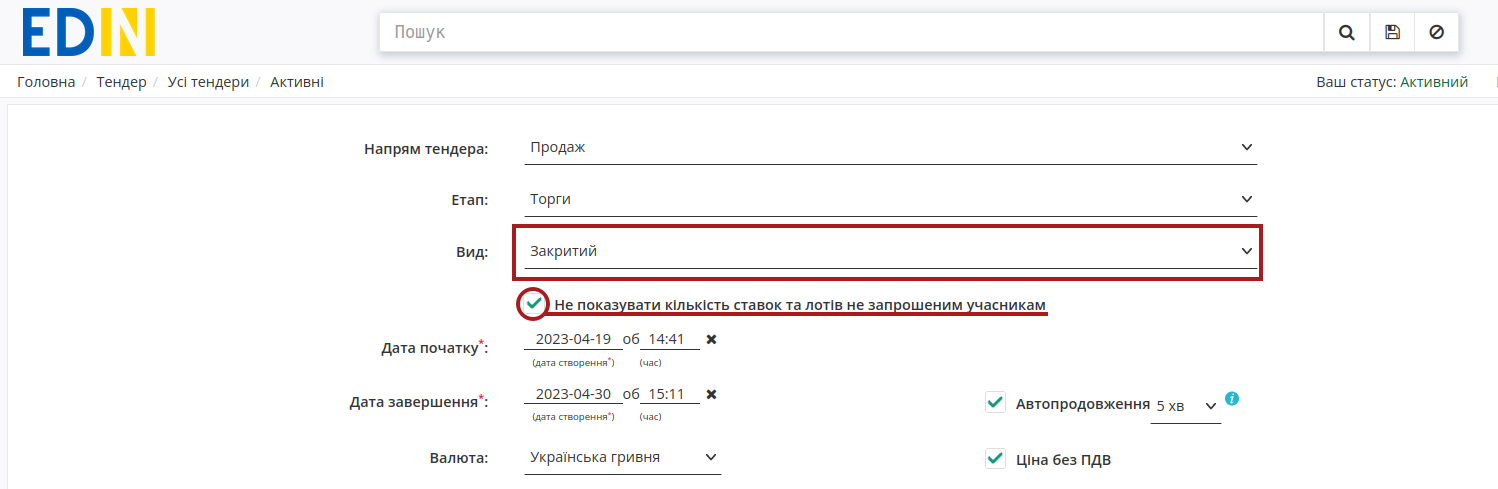 EDIN
Пошук
Головна / Тендер / Усі тендери / Активні
Ваш статус: Активний
Напрям тендера: Продаж
Етап: Торги
Вид: Закритий
Не показувати кількість ставок та лотів не запрошеним учасникам
Дата початку*: 2023-04-19 об 14:41
(дата створення*) (час)
Дата завершення*: 2023-04-30 об 15:11 Автопродовження 5 хв
(дата створення*) (час)
Валюта: Українська гривня Ціна без ПДВ